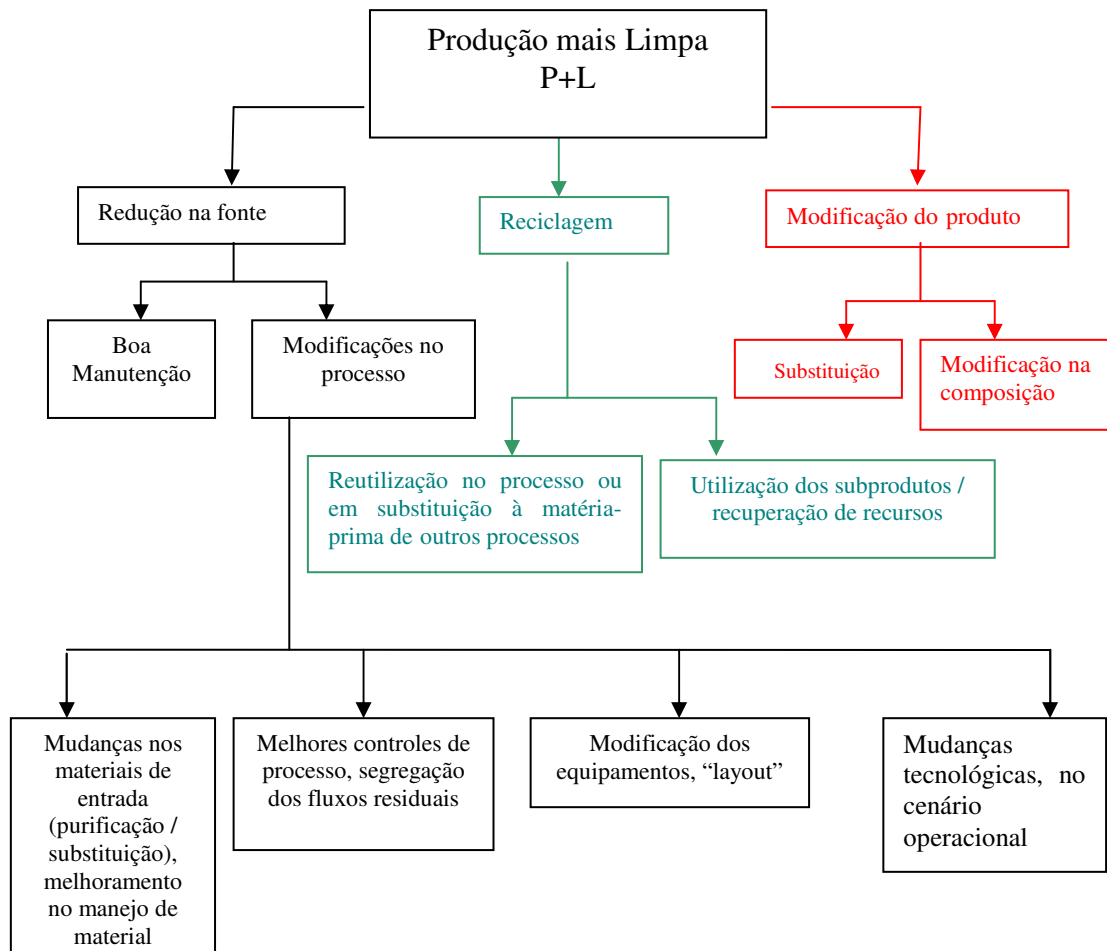 Produção mais Limpa
P+L
Redução na fonte
Reciclagem
Modificação do produto
Boa
Manutenção
Modificações no
processo
Substituição
Modificação na
composição
Reutilização no processo ou
em substituição à matéria-
prima de outros processos
Utilização dos subprodutos /
recuperação de recursos
Mudanças nos
materiais de
entrada
(purificação /
substituição),
melhoramento
no manejo de
material
Melhores controles de
processo, segregação
dos fluxos residuais
Modificação dos
equipamentos, “layout”
Mudanças
tecnológicas, no
cenário
operacional